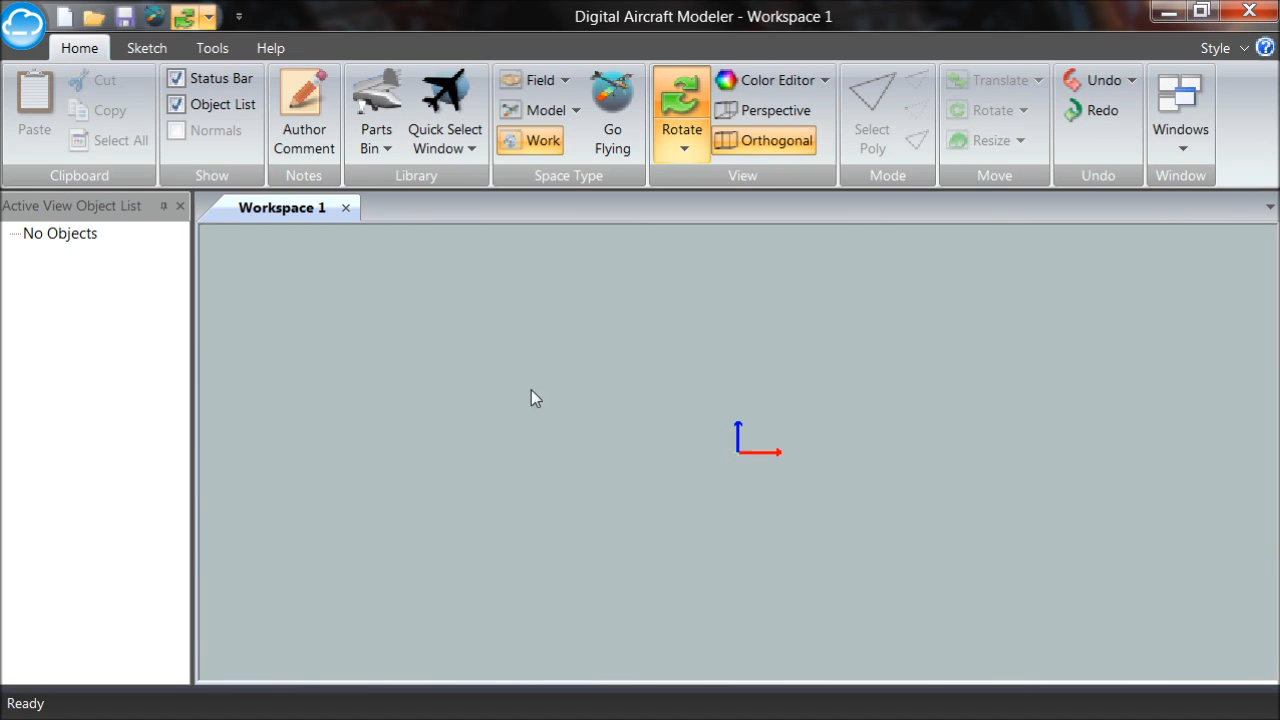 Digital Aircraft Modeler - Workspace 1
Home Sketch Tools Help Style
Paste
Cut
Copy
Select All
Clipboard
Status Bar
Object List
Normals
Show
Author
Comment
Notes
Parts
Bin
Quick Select
Window
Library
Field
Model
Work
Go
Flying
Space Type
Rotate
Color Editor
Perspective
Orthogonal
View
Select
Poly
Mode
Translate
Rotate
Resize
Move
Undo
Redo
Undo
Windows
Window
Active View Object List
No Objects
Workspace 1
Ready